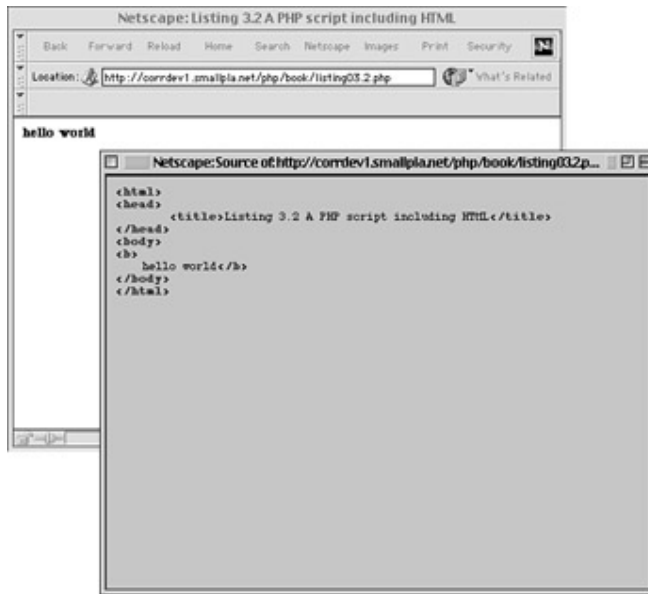 Netscape: Listing 3.2 A PHP script including HTML
Back Forward Reload Home Search Netscape Images Print Security N
Location: http://corrdev1.smallpla.net/php/book/listing03.2.php What's Related
hello world
Netscape: Source of: http://corrdev1.smallpla.net/php/book/listing03.2.p...
<html>
<head>
<title>Listing 3.2 A PHP script including HTML</title>
</head>
<body>
<b>
hello world</b>
</body>
</html>